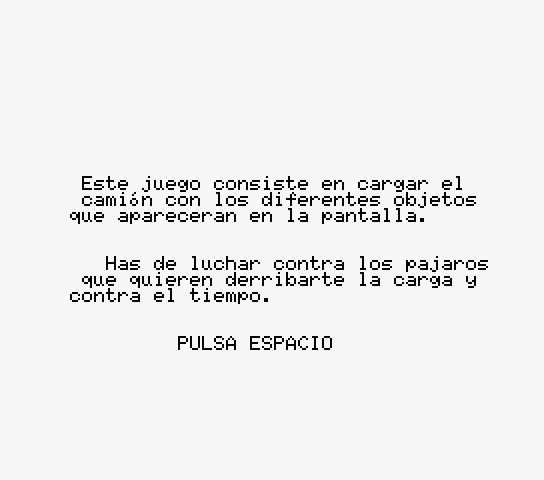 Este juego consiste en cargar el
camión con los diferentes objetos
que apareceran en la pantalla.
Has de luchar contra los pajaros
que quieren derribarte la carga y
contra el tiempo.
PULSA ESPACIO